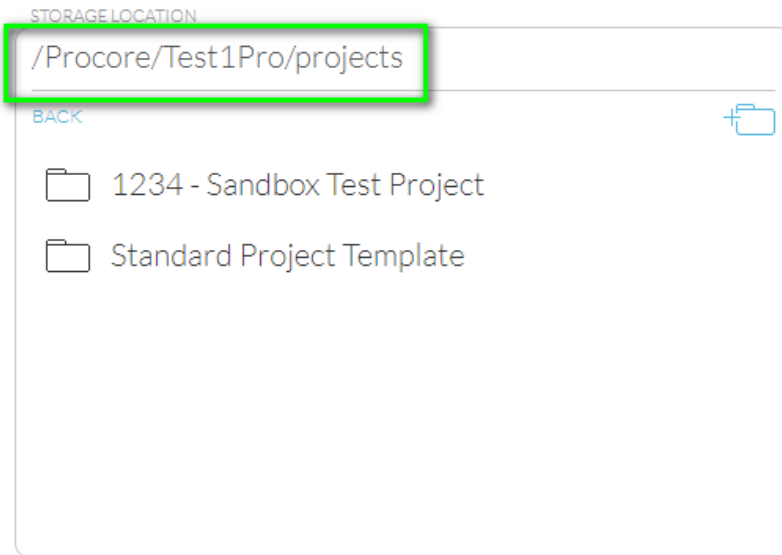 STORAGE LOCATION
/Procore/Test1Pro/projects
BACK
1234 - Sandbox Test Project
Standard Project Template